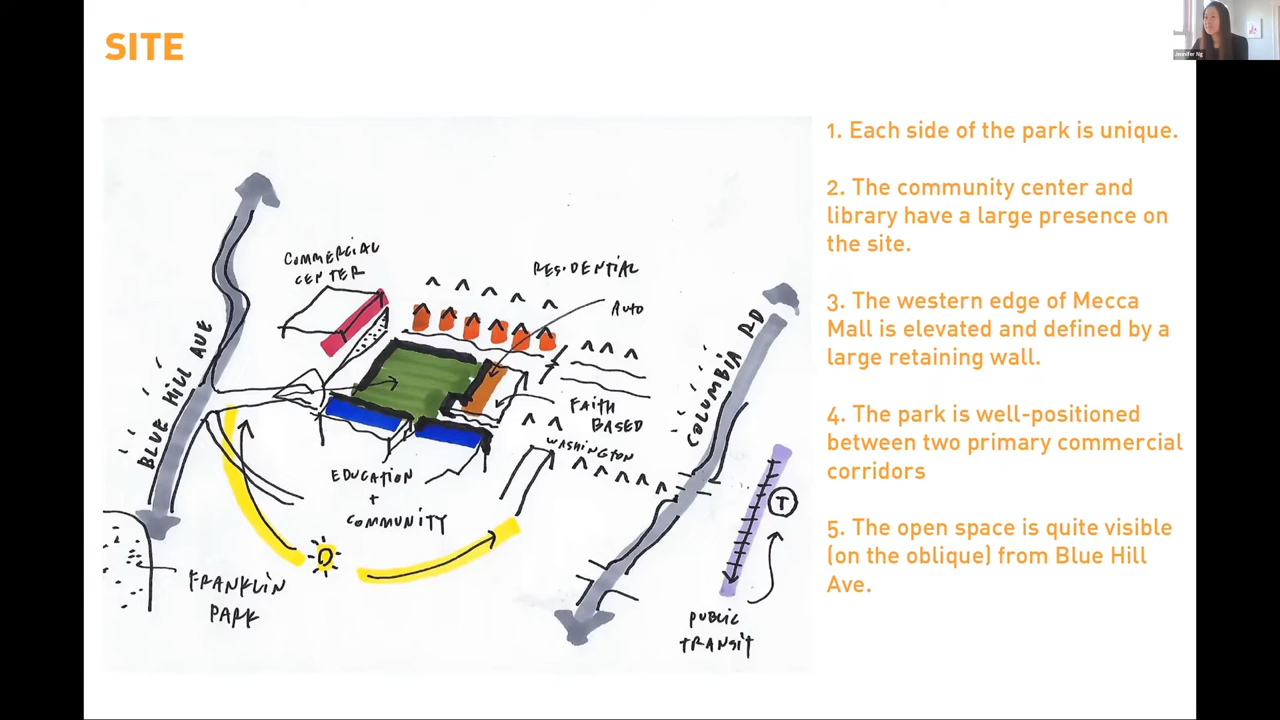 SITE
Jennifer Ng
COMMERCIAL
CENTER
RESIDENTIAL
AUTO
BLUE HILL AVE
COLUMBIA RD
FAITH
BASED
WASHINGTON
EDUCATION
+
COMMUNITY
T
FRANKLIN
PARK
PUBLIC
TRANSIT
1. Each side of the park is unique.
2. The community center and
library have a large presence on
the site.
3. The western edge of Mecca
Mall is elevated and defined by a
large retaining wall.
4. The park is well-positioned
between two primary commercial
corridors
5. The open space is quite visible
(on the oblique) from Blue Hill
Ave.